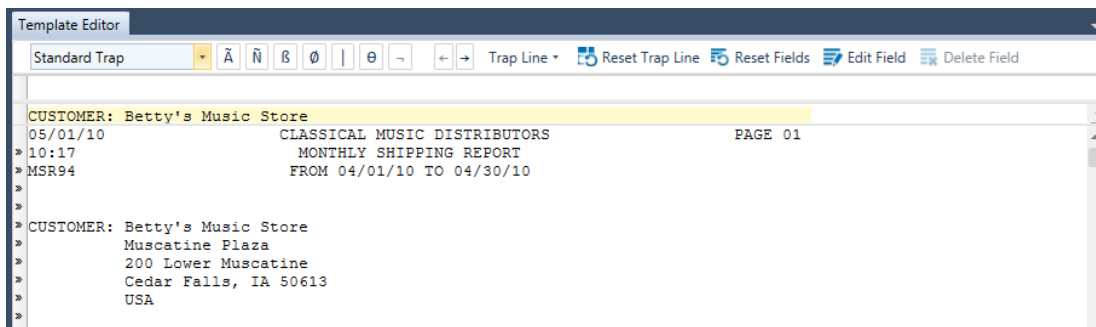 Template Editor
Standard Trap Ã Ñ ß Ø | θ ¬ ← → Trap Line Reset Trap Line Reset Fields Edit Field Delete Field
CUSTOMER: Betty's Music Store
05/01/10 CLASSICAL MUSIC DISTRIBUTORS PAGE 01
» 10:17 MONTHLY SHIPPING REPORT
» MSR94 FROM 04/01/10 TO 04/30/10
»
»
» CUSTOMER: Betty's Music Store
» Muscatine Plaza
» 200 Lower Muscatine
» Cedar Falls, IA 50613
» USA
»